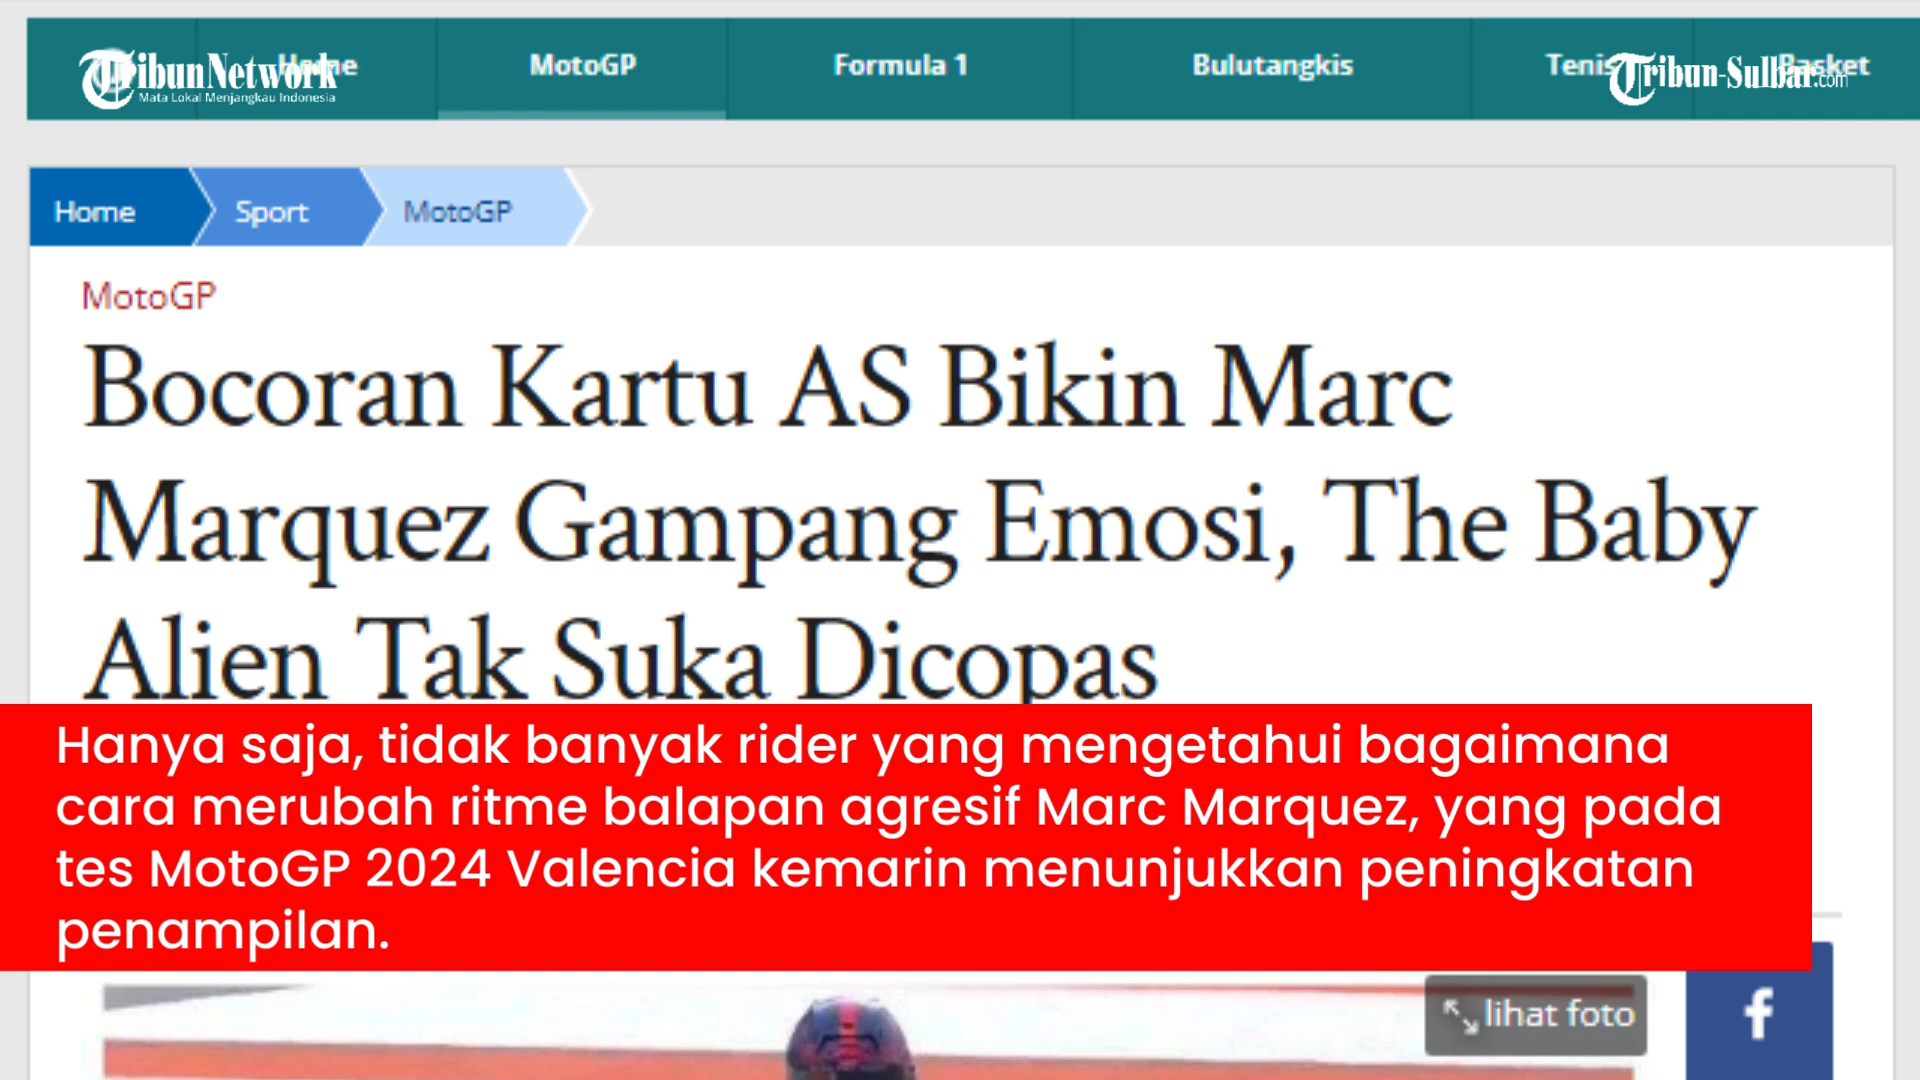 TribunNetwork
Mata Lokal Menjangkau Indonesia
Home
MotoGP
Formula 1
Bulutangkis
Tenis
Basket
Tribun-Sulbar.com
Home
Sport
MotoGP
MotoGP
Bocoran Kartu AS Bikin Marc
Marquez Gampang Emosi, The Baby
Alien Tak Suka Dicopas
Hanya saja, tidak banyak rider yang mengetahui bagaimana
cara merubah ritme balapan agresif Marc Marquez, yang pada
tes MotoGP 2024 Valencia kemarin menunjukkan peningkatan
penampilan.
lihat foto
f